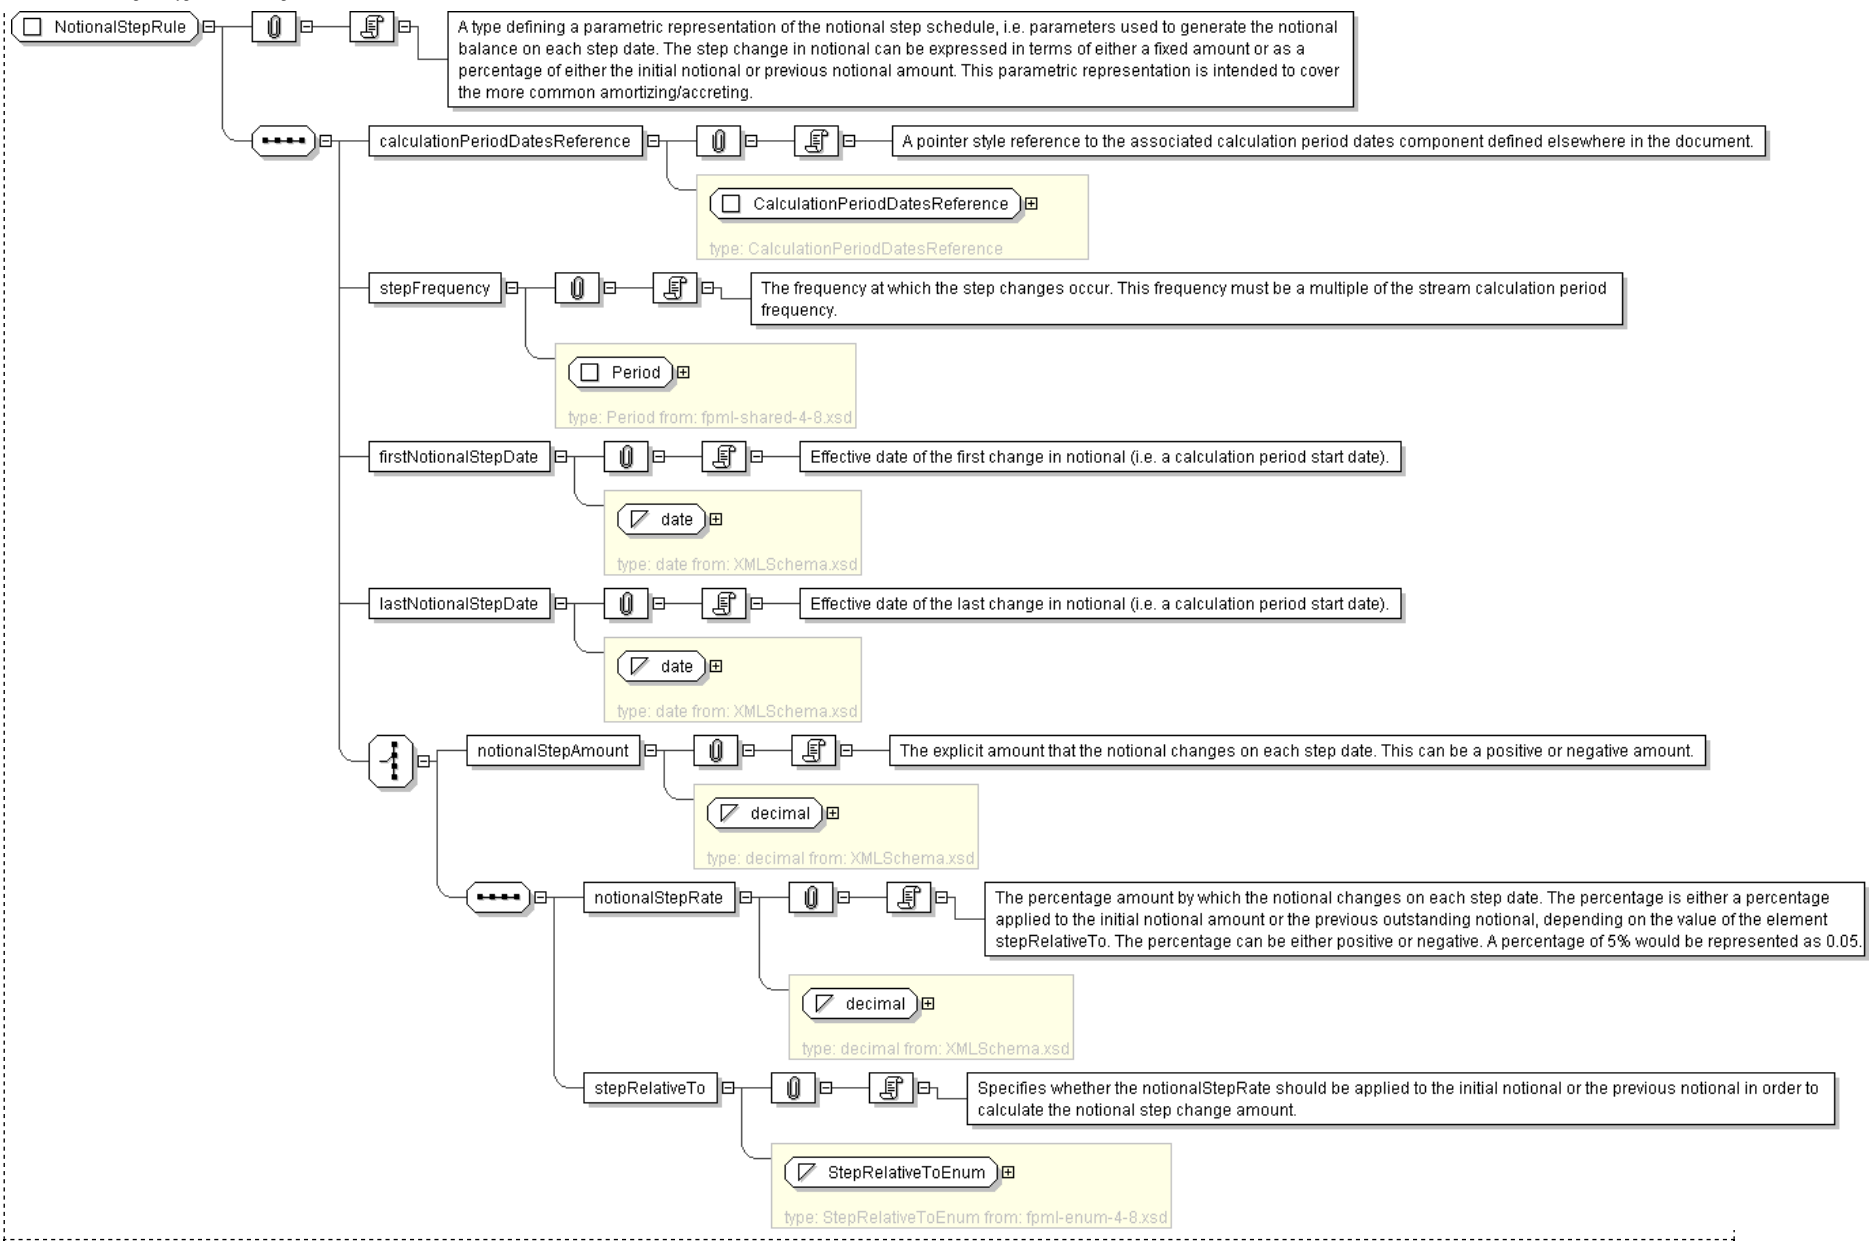 NotionalStepRule
A type defining a parametric representation of the notional step schedule, i.e. parameters used to generate the notional
balance on each step date. The step change in notional can be expressed in terms of either a fixed amount or as a
percentage of either the initial notional or previous notional amount. This parametric representation is intended to cover
the more common amortizing/accreting.
calculationPeriodDatesReference
A pointer style reference to the associated calculation period dates component defined elsewhere in the document.
CalculationPeriodDatesReference
type: CalculationPeriodDatesReference
stepFrequency
The frequency at which the step changes occur. This frequency must be a multiple of the stream calculation period
frequency.
Period
type: Period from: fpml-shared-4-8.xsd
firstNotionalStepDate
Effective date of the first change in notional (i.e. a calculation period start date).
date
type: date from: XMLSchema.xsd
lastNotionalStepDate
Effective date of the last change in notional (i.e. a calculation period start date).
date
type: date from: XMLSchema.xsd
notionalStepAmount
The explicit amount that the notional changes on each step date. This can be a positive or negative amount.
decimal
type: decimal from: XMLSchema.xsd
notionalStepRate
The percentage amount by which the notional changes on each step date. The percentage is either a percentage
applied to the initial notional amount or the previous outstanding notional, depending on the value of the element
stepRelativeTo. The percentage can be either positive or negative. A percentage of 5% would be represented as 0.05.
decimal
type: decimal from: XMLSchema.xsd
stepRelativeTo
Specifies whether the notionalStepRate should be applied to the initial notional or the previous notional in order to
calculate the notional step change amount.
StepRelativeToEnum
type: StepRelativeToEnum from: fpml-enum-4-8.xsd